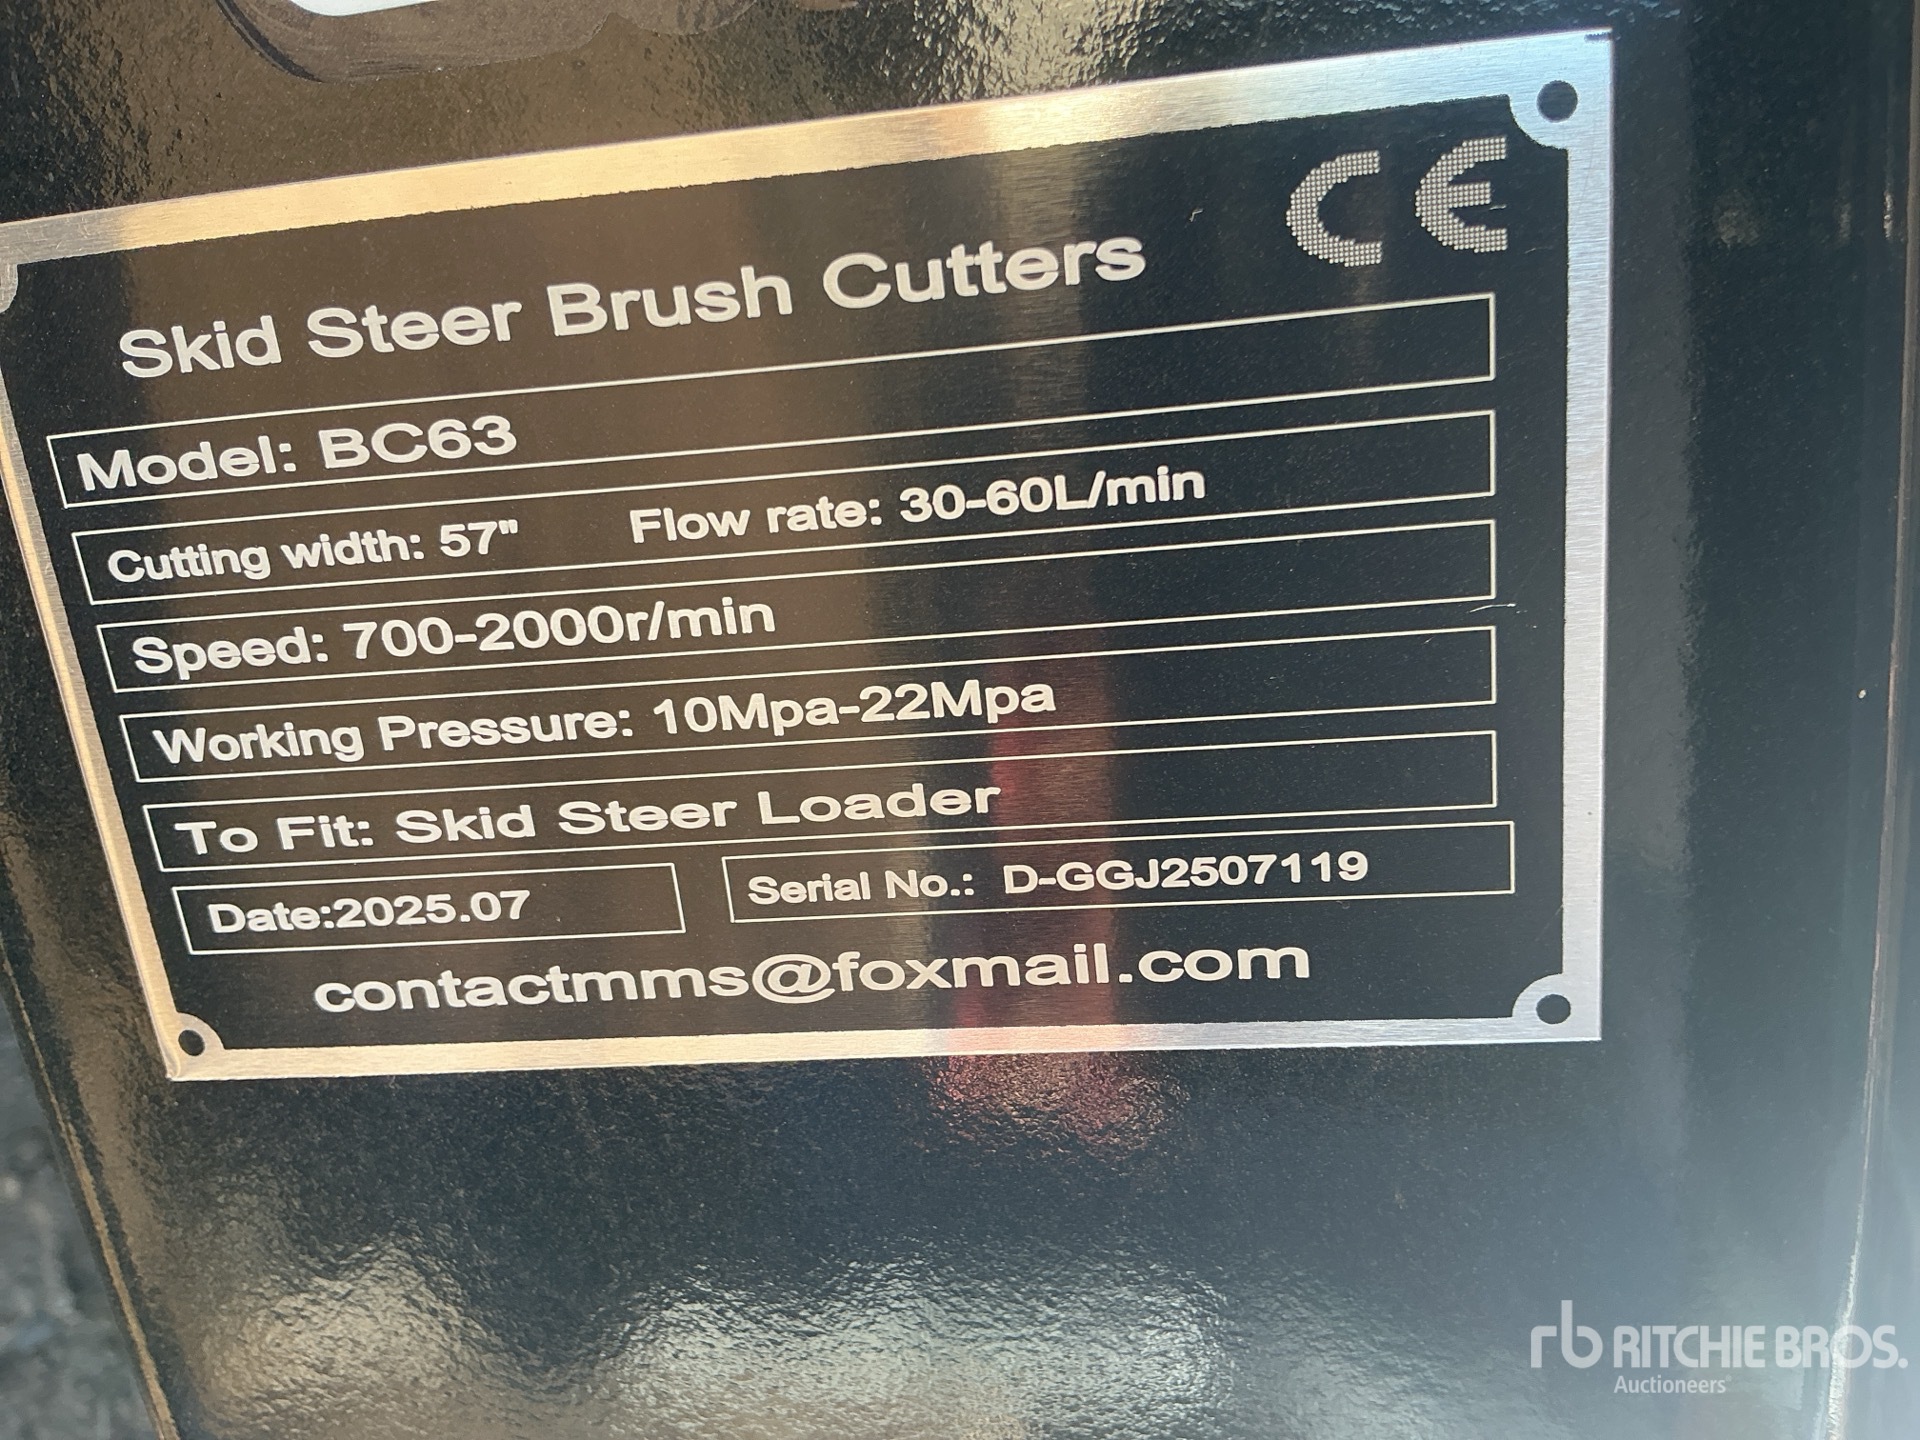 CE
Skid Steer Brush Cutters
Model: BC63
Cutting width: 57" Flow rate: 30-60L/min
Speed: 700-2000r/min
Working Pressure: 10Mpa-22Mpa
To Fit: Skid Steer Loader
Date:2025.07 Serial No.: D-GGJ2507119
contactmms@foxmail.com
rb RITCHIE BROS.
Auctioneers